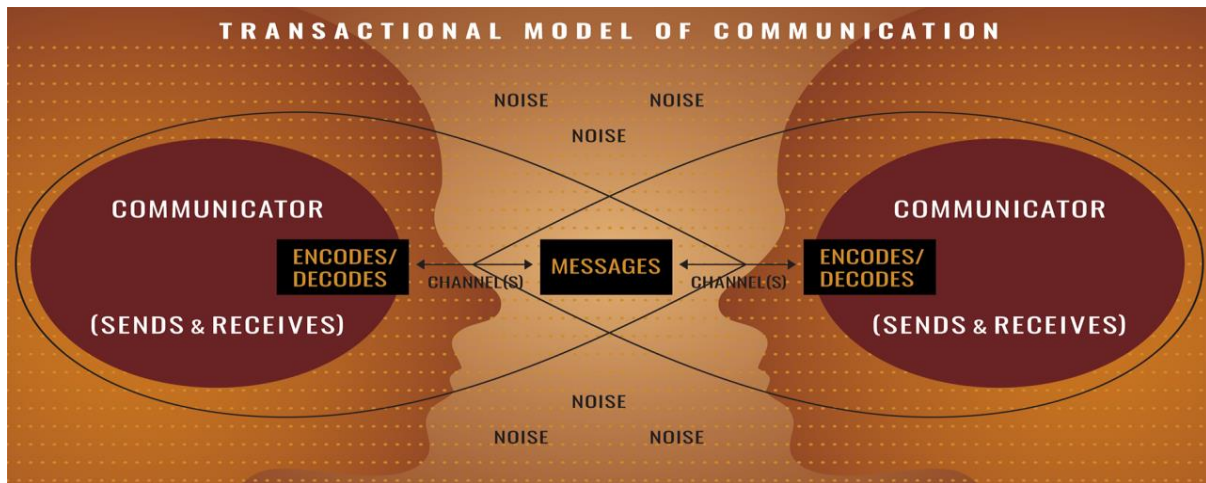 TRANSACTIONAL MODEL OF COMMUNICATION
NOISE NOISE
NOISE
COMMUNICATOR
ENCODES/
DECODES
(SENDS & RECEIVES)
CHANNEL(S)
MESSAGES
CHANNEL(S)
COMMUNICATOR
ENCODES/
DECODES
(SENDS & RECEIVES)
NOISE
NOISE NOISE